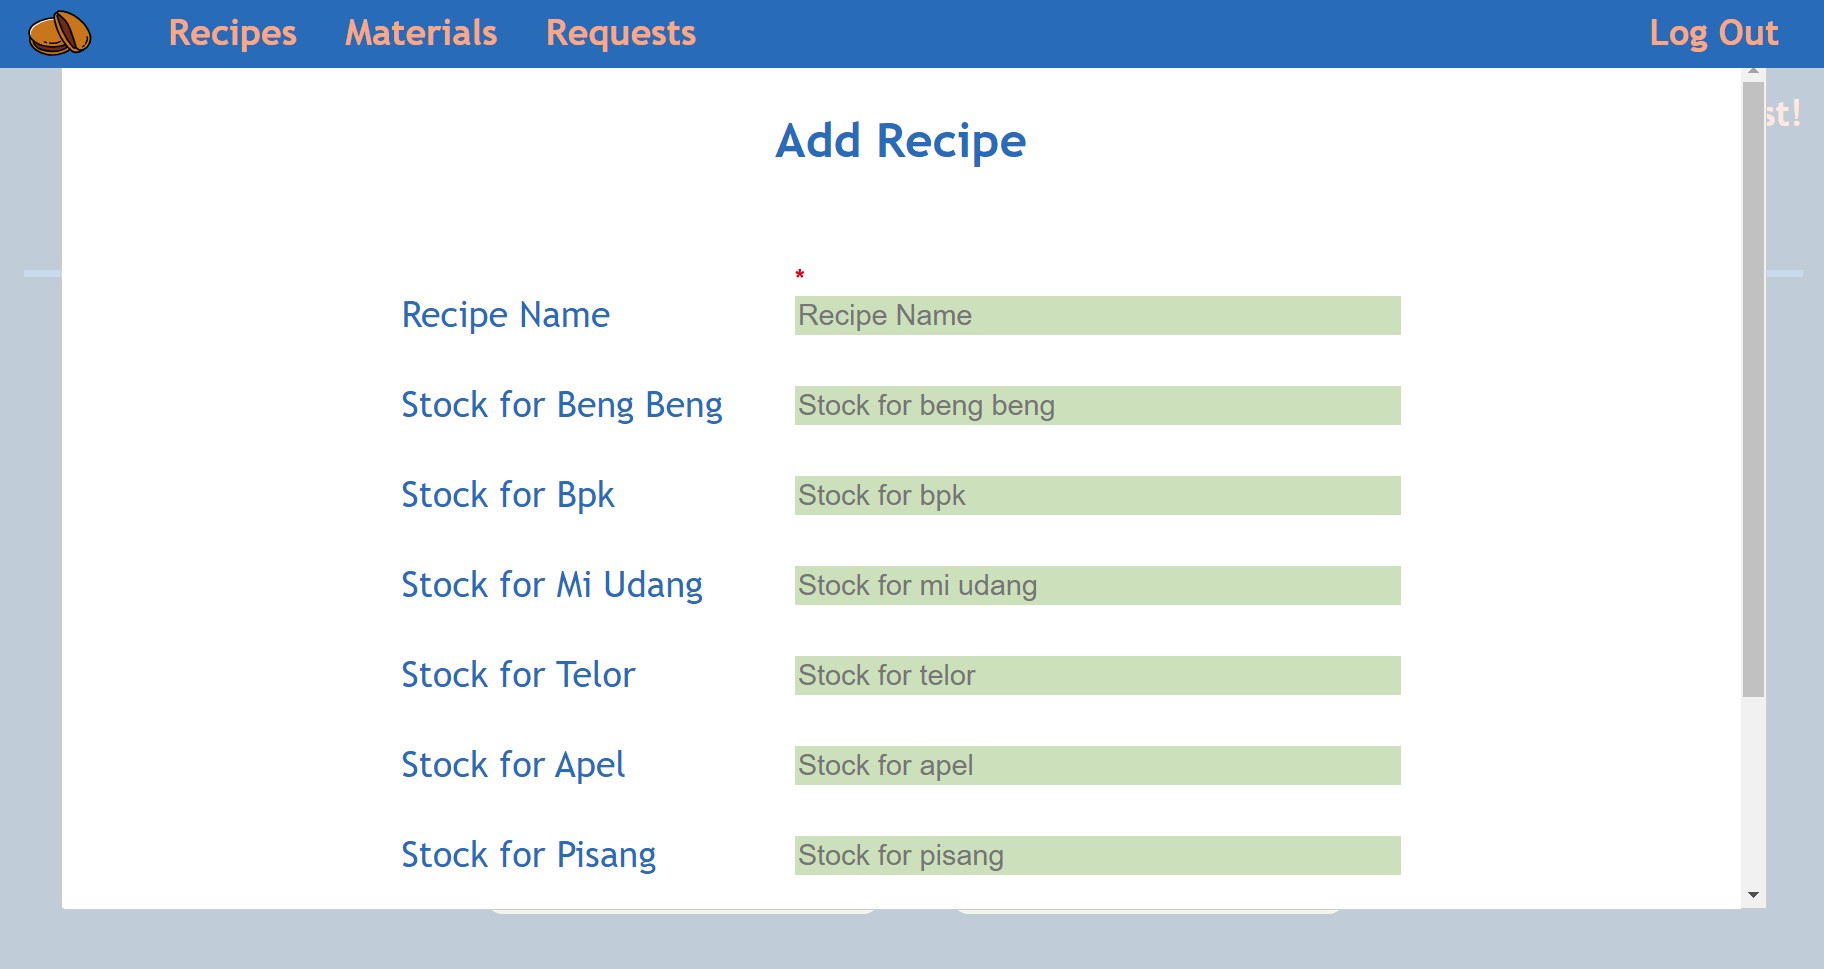 Recipes Materials Requests Log Out
st!
Add Recipe
*
Recipe Name Recipe Name
Stock for Beng Beng Stock for beng beng
Stock for Bpk Stock for bpk
Stock for Mi Udang Stock for mi udang
Stock for Telor Stock for telor
Stock for Apel Stock for apel
Stock for Pisang Stock for pisang